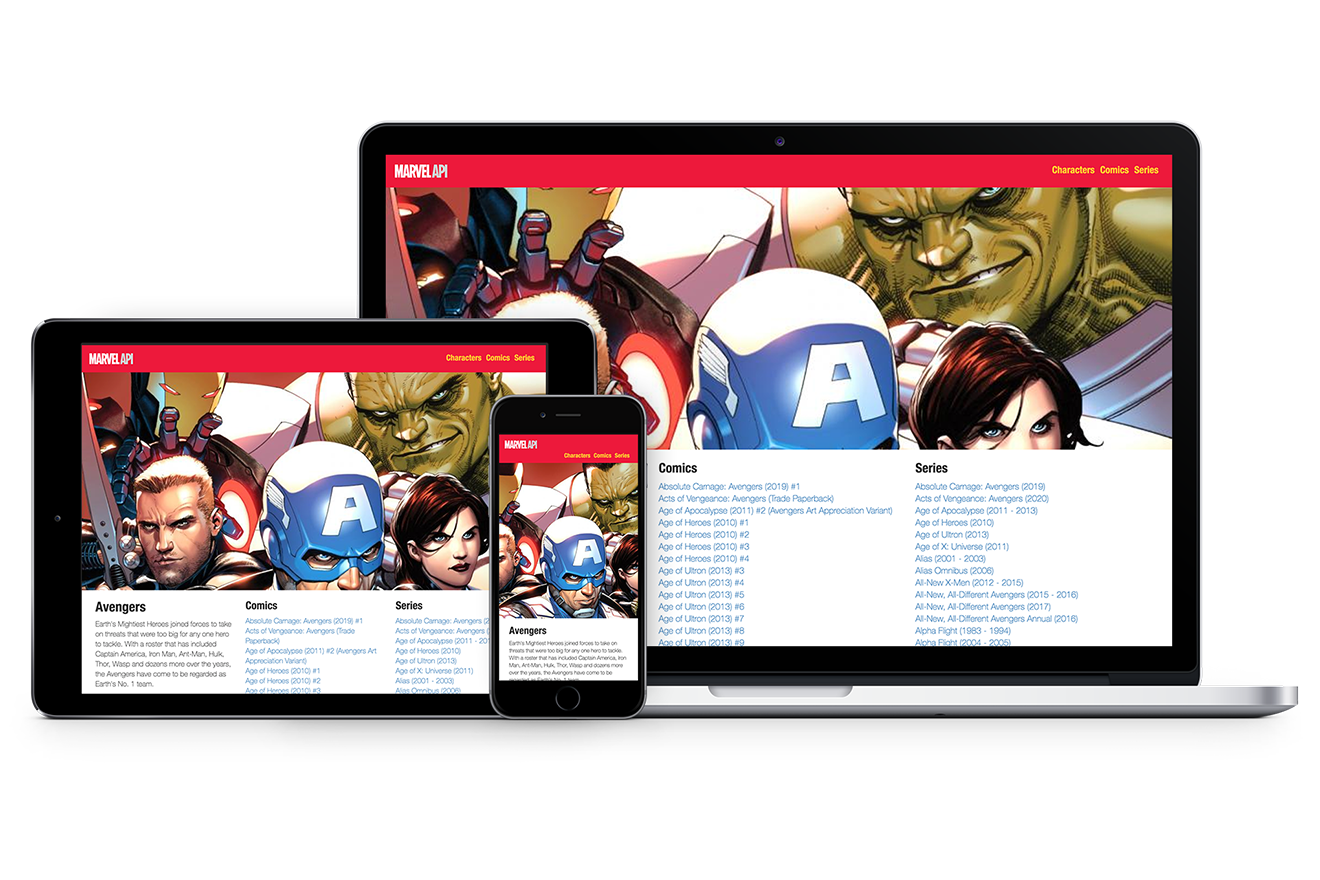 MARVEL API
Characters Comics Series
A
Comics
Absolute Carnage: Avengers (2019) #1
Acts of Vengeance: Avengers (Trade Paperback)
Age of Apocalypse (2011) #2 (Avengers Art Appreciation Variant)
Age of Heroes (2010) #1
Age of Heroes (2010) #2
Age of Heroes (2010) #3
Age of Heroes (2010) #4
Age of Ultron (2013) #3
Age of Ultron (2013) #4
Age of Ultron (2013) #5
Age of Ultron (2013) #6
Age of Ultron (2013) #7
Age of Ultron (2013) #8
Age of Ultron (2013) #9
Series
Absolute Carnage: Avengers (2019)
Acts of Vengeance: Avengers (2020)
Age of Apocalypse (2011 - 2013)
Age of Heroes (2010)
Age of Ultron (2013)
Age of X: Universe (2011)
Alias (2001 - 2003)
Alias Omnibus (2006)
All-New X-Men (2012 - 2015)
All-New, All-Different Avengers (2015 - 2016)
All-New, All-Different Avengers (2017)
All-New, All-Different Avengers Annual (2016)
Alpha Flight (1983 - 1994)
Alpha Flight (2004 - 2005)
MARVEL API
Characters Comics Series
A
Avengers
Earth's Mightiest Heroes joined forces to take
on threats that were too big for any one hero
to tackle. With a roster that has included
Captain America, Iron Man, Ant-Man, Hulk,
Thor, Wasp and dozens more over the years,
the Avengers have come to be regarded as
Earth's No. 1 team.
Comics
Absolute Carnage: Avengers (2019) #1
Acts of Vengeance: Avengers (Trade
Paperback)
Age of Apocalypse (2011) #2 (Avengers Art
Appreciation Variant)
Age of Heroes (2010) #1
Age of Heroes (2010) #2
Age of Heroes (2010) #3
Series
Absolute Carnage: Avengers (2
Acts of Vengeance: Avengers (
Age of Apocalypse (2011 - 201
Age of Heroes (2010)
Age of Ultron (2013)
Age of X: Universe (2011)
Alias (2001 - 2003)
Alias Omnibus (2006)
MARVEL API
Characters Comics Series
A
Avengers
Earth's Mightiest Heroes joined forces to take on
threats that were too big for any one hero to tackle.
With a roster that has included Captain America, Iron
Man, Ant-Man, Hulk, Thor, Wasp and dozens more
over the years, the Avengers have come to be
regarded as Earth's No. 1 team.